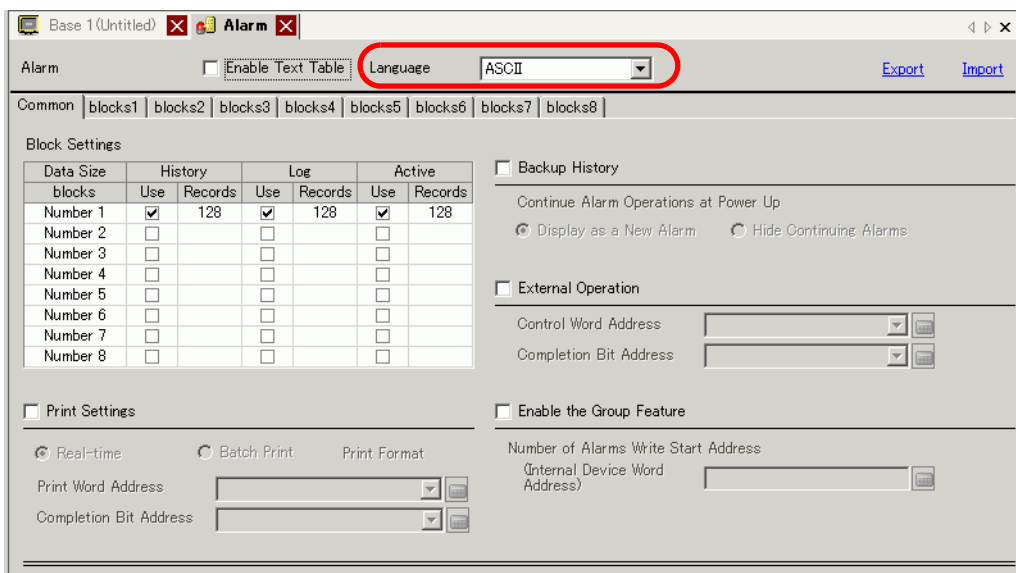 Base 1(Untitled) Alarm
Alarm Enable Text Table Language ASCII Export Import
Common blocks1 blocks2 blocks3 blocks4 blocks5 blocks6 blocks7 blocks8
Block Settings
Data Size History Log Active
blocks Use Records Use Records Use Records
Number 1 128 128 128
Number 2
Number 3
Number 4
Number 5
Number 6
Number 7
Number 8
Backup History
Continue Alarm Operations at Power Up
Display as a New Alarm Hide Continuing Alarms
External Operation
Control Word Address
Completion Bit Address
Print Settings
Real-time Batch Print Print Format
Print Word Address
Completion Bit Address
Enable the Group Feature
Number of Alarms Write Start Address
(Internal Device Word
Address)